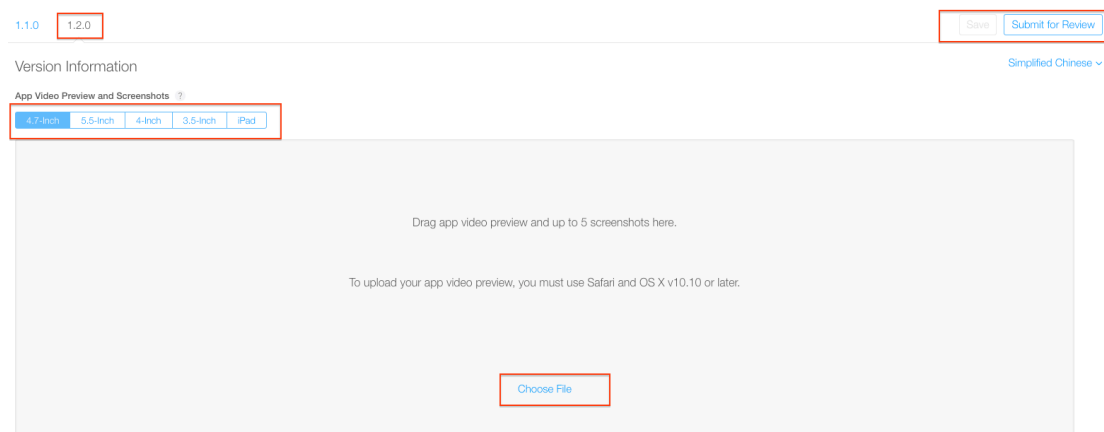 1.1.0 1.2.0 Save Submit for Review
Version Information Simplified Chinese
App Video Preview and Screenshots ?
4.7-Inch 5.5-Inch 4-Inch 3.5-Inch iPad
Drag app video preview and up to 5 screenshots here.
To upload your app video preview, you must use Safari and OS X v10.10 or later.
Choose File